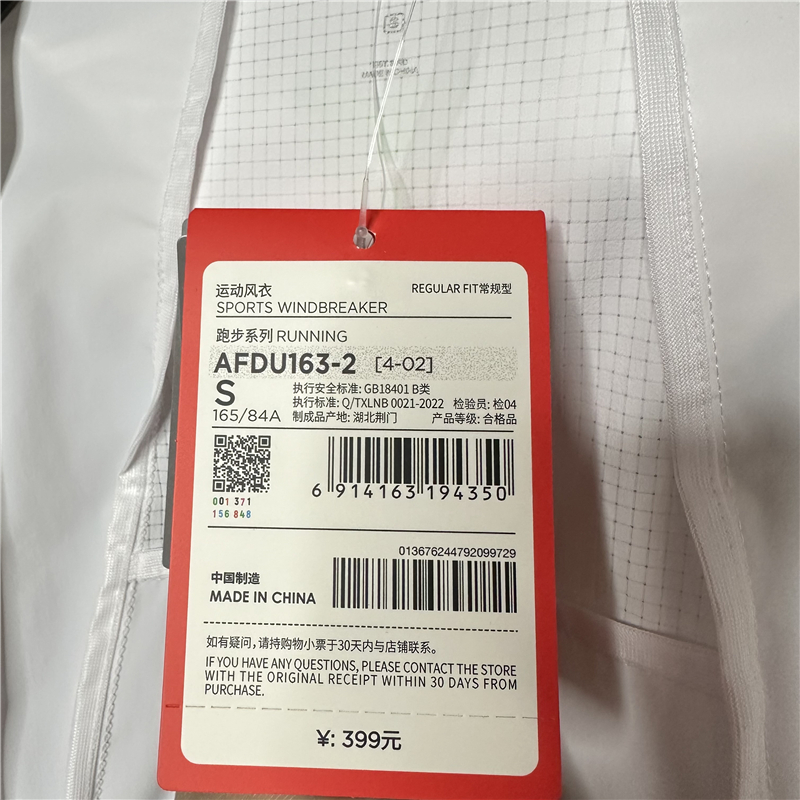 MADE IN CHINA
运动风衣
REGULAR FIT常规型
SPORTS WINDBREAKER
跑步系列 RUNNING
AFDU163-2 [4-02]
S
165/84A
执行安全标准: GB18401 B类
执行标准: Q/TXLNB 0021-2022 检验员: 检04
制成品产地: 湖北荆门 产品等级: 合格品
001 371
156 848
6 914163 194350
013676244792099729
中国制造
MADE IN CHINA
如有疑问,请持购物小票于30天内与店铺联系。
IF YOU HAVE ANY QUESTIONS, PLEASE CONTACT THE STORE
WITH THE ORIGINAL RECEIPT WITHIN 30 DAYS FROM
PURCHASE.
¥: 399元